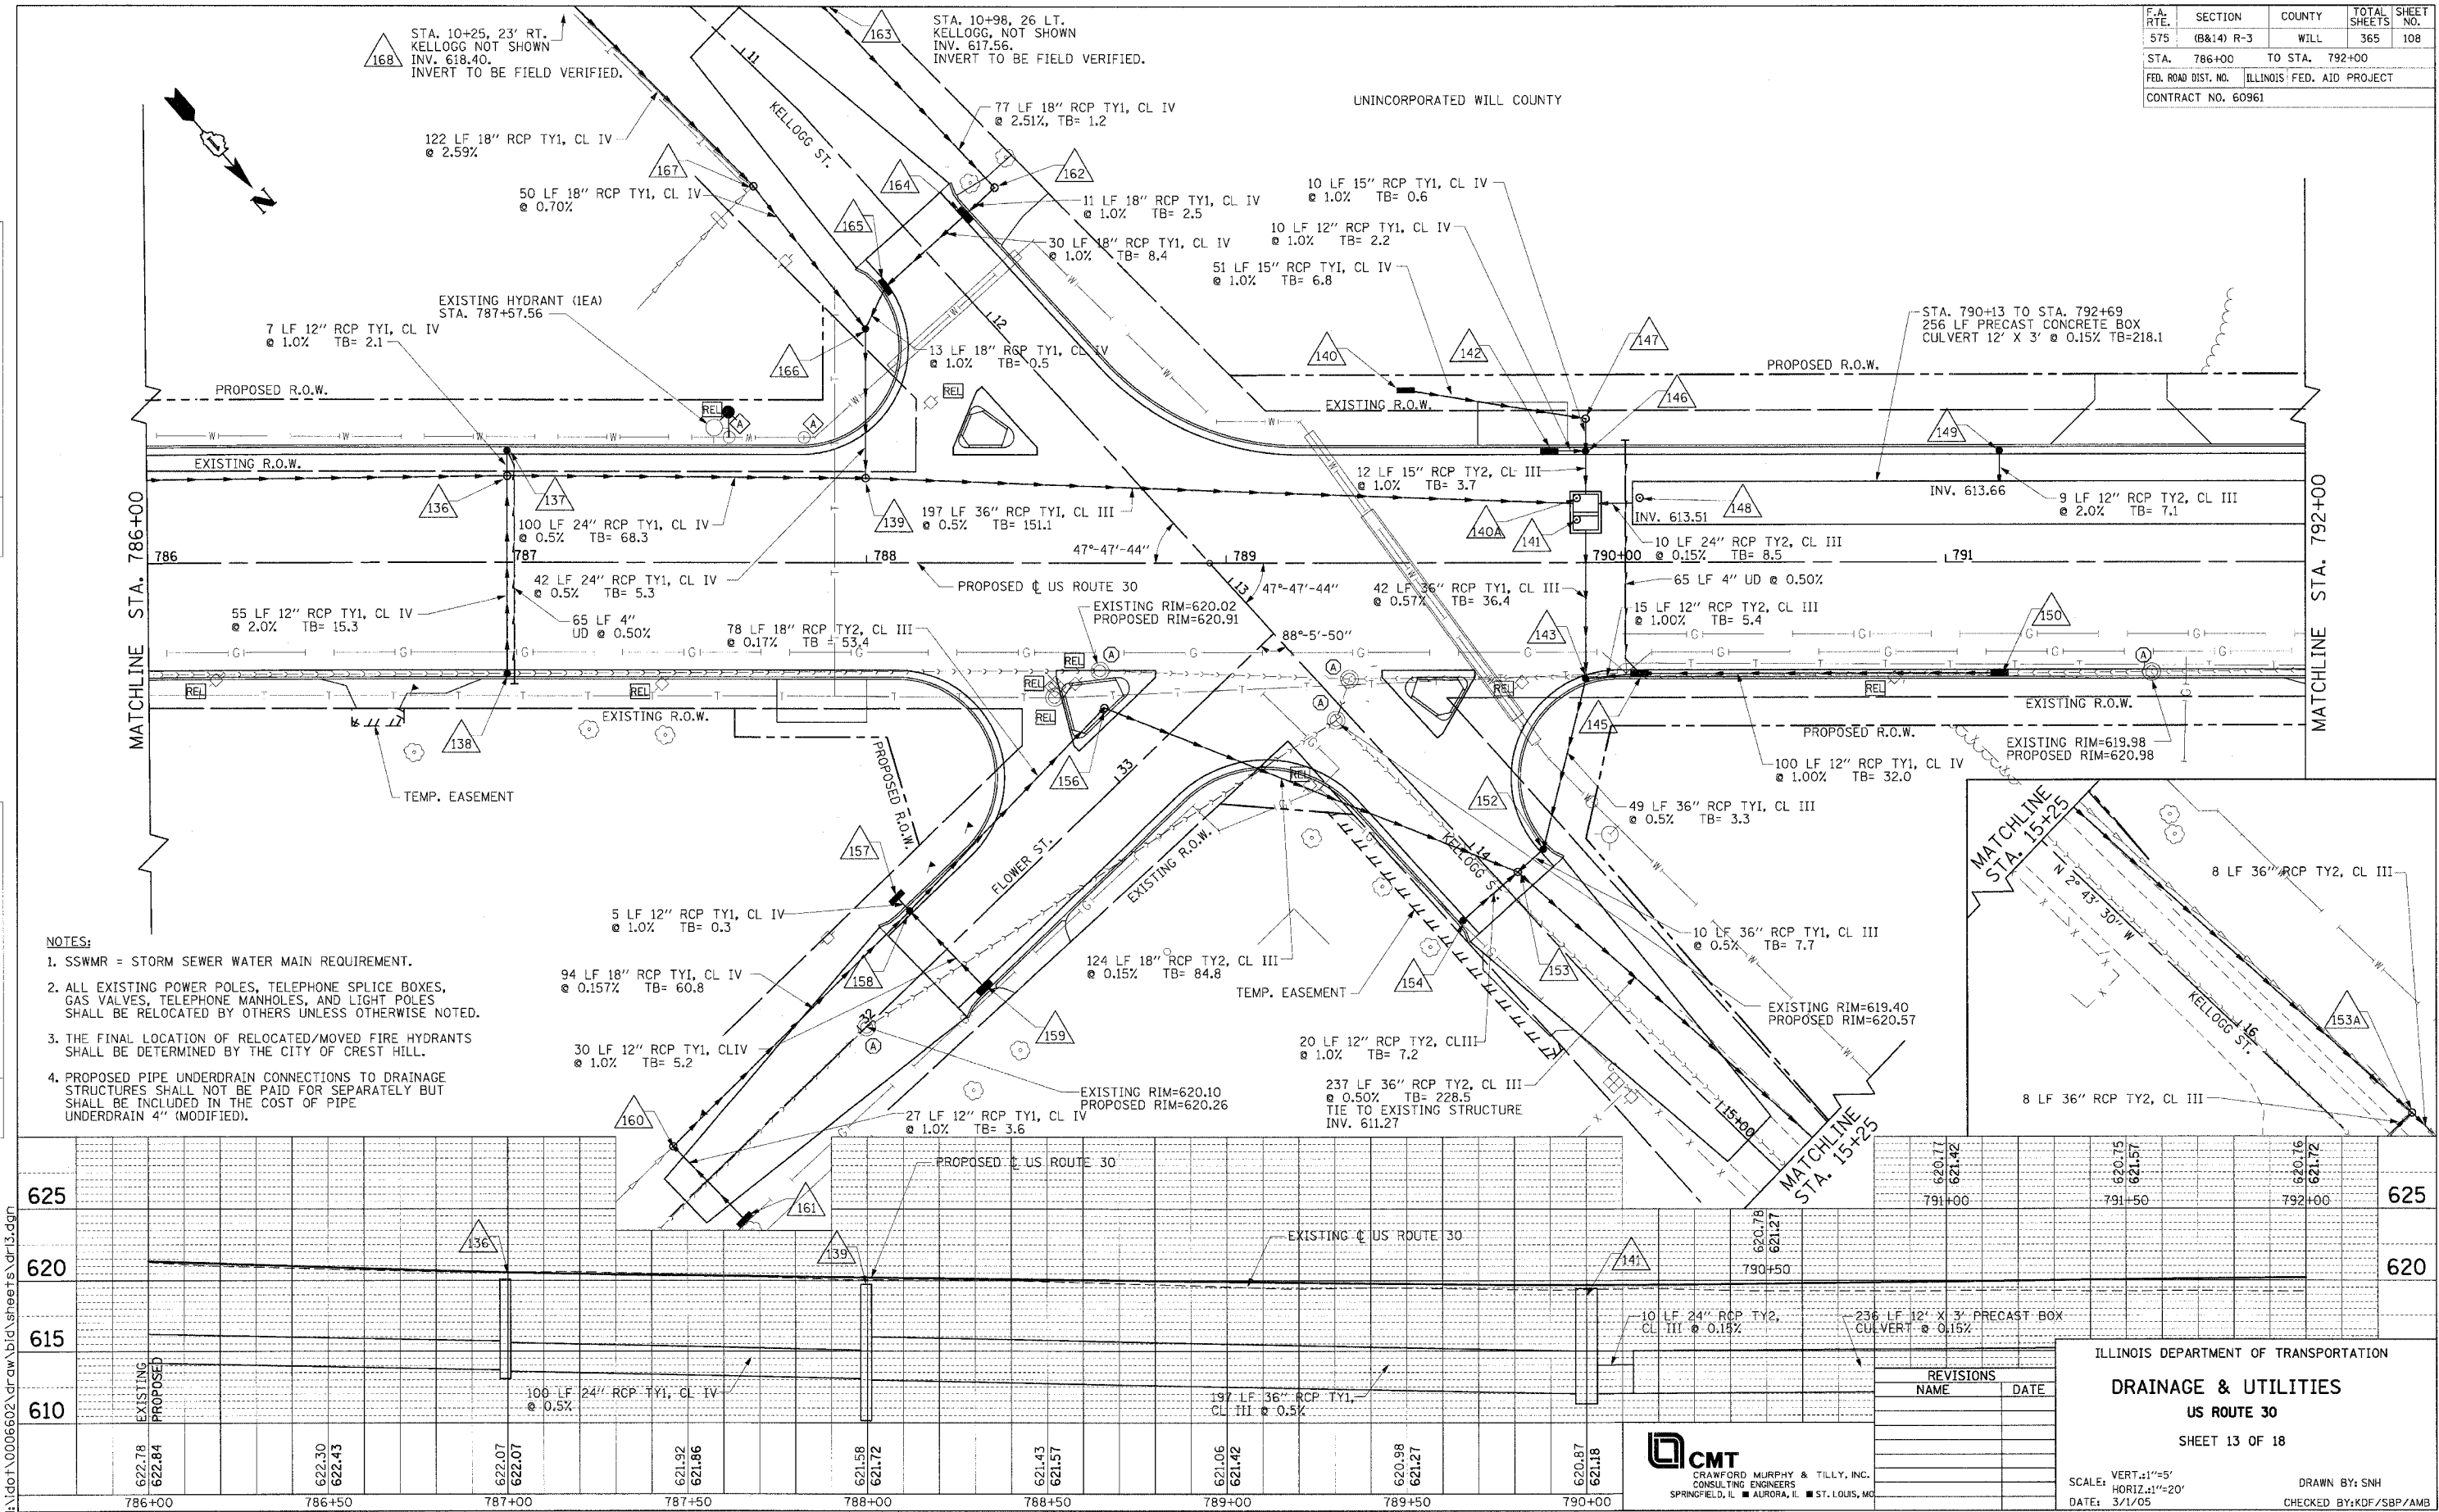 F.A. RTE. SECTION COUNTY TOTAL SHEETS SHEET NO.
575 (B&14) R-3 WILL 365 108
STA. 786+00 TO STA. 792+00
FED. ROAD DIST. NO. ILLINOIS FED. AID PROJECT
CONTRACT NO. 60961
168
STA. 10+25, 23' RT.
KELLOGG NOT SHOWN
INV. 618.40.
INVERT TO BE FIELD VERIFIED.
163
STA. 10+98, 26 LT.
KELLOGG, NOT SHOWN
INV. 617.56.
INVERT TO BE FIELD VERIFIED.
UNINCORPORATED WILL COUNTY
N
11
KELLOGG ST.
122 LF 18" RCP TY1, CL IV
@ 2.59%
77 LF 18" RCP TY1, CL IV
@ 2.51%, TB= 1.2
167
164
162
50 LF 18" RCP TY1, CL IV
@ 0.70%
11 LF 18" RCP TY1, CL IV
@ 1.0% TB= 2.5
165
30 LF 18" RCP TY1, CL IV
@ 1.0% TB= 8.4
10 LF 15" RCP TY1, CL IV
@ 1.0% TB= 0.6
10 LF 12" RCP TY1, CL IV
@ 1.0% TB= 2.2
51 LF 15" RCP TYI, CL IV
@ 1.0% TB= 6.8
EXISTING HYDRANT (1EA)
STA. 787+57.56
7 LF 12" RCP TYI, CL IV
@ 1.0% TB= 2.1
12
13 LF 18" RCP TY1, CL IV
@ 1.0% TB= 0.5
166
140
142
147
146
STA. 790+13 TO STA. 792+69
256 LF PRECAST CONCRETE BOX
CULVERT 12' X 3' @ 0.15% TB=218.1
PROPOSED R.O.W.
PROPOSED R.O.W.
REL
REL
A
A
EXISTING R.O.W.
EXISTING R.O.W.
149
136
137
139
12 LF 15" RCP TY2, CL III
@ 1.0% TB= 3.7
INV. 613.66
148
INV. 613.51
9 LF 12" RCP TY2, CL III
@ 2.0% TB= 7.1
100 LF 24" RCP TY1, CL IV
@ 0.5% TB= 68.3
197 LF 36" RCP TYI, CL III
@ 0.5% TB= 151.1
140A
141
10 LF 24" RCP TY2, CL III
@ 0.15% TB= 8.5
MATCHLINE STA. 786+00
MATCHLINE STA. 792+00
786
787
788
789
790+00
791
47°-47'-44"
47°-47'-44"
13
PROPOSED ℄ US ROUTE 30
42 LF 24" RCP TY1, CL IV
@ 0.5% TB= 5.3
42 LF 36" RCP TY1, CL III
@ 0.57% TB= 36.4
65 LF 4" UD @ 0.50%
55 LF 12" RCP TY1, CL IV
@ 2.0% TB= 15.3
65 LF 4"
UD @ 0.50%
EXISTING RIM=620.02
PROPOSED RIM=620.91
15 LF 12" RCP TY2, CL III
@ 1.00% TB= 5.4
78 LF 18" RCP TY2, CL III
@ 0.17% TB = 53.4
88°-5'-50"
143
150
REL
REL
REL
REL
REL
REL
REL
A
A
A
A
EXISTING R.O.W.
EXISTING R.O.W.
138
156
145
33
PROPOSED R.O.W.
PROPOSED R.O.W.
EXISTING RIM=619.98
PROPOSED RIM=620.98
REL
TEMP. EASEMENT
100 LF 12" RCP TY1, CL IV
@ 1.00% TB= 32.0
152
49 LF 36" RCP TYI, CL III
@ 0.5% TB= 3.3
157
FLOWER ST.
EXISTING R.O.W.
14
KELLOGG ST.
MATCHLINE
STA. 15+25
N 2° 43' 30" W
8 LF 36" RCP TY2, CL III
5 LF 12" RCP TY1, CL IV
@ 1.0% TB= 0.3
10 LF 36" RCP TY1, CL III
@ 0.5% TB= 7.7
NOTES:
1. SSWMR = STORM SEWER WATER MAIN REQUIREMENT.
2. ALL EXISTING POWER POLES, TELEPHONE SPLICE BOXES,
GAS VALVES, TELEPHONE MANHOLES, AND LIGHT POLES
SHALL BE RELOCATED BY OTHERS UNLESS OTHERWISE NOTED.
3. THE FINAL LOCATION OF RELOCATED/MOVED FIRE HYDRANTS
SHALL BE DETERMINED BY THE CITY OF CREST HILL.
4. PROPOSED PIPE UNDERDRAIN CONNECTIONS TO DRAINAGE
STRUCTURES SHALL NOT BE PAID FOR SEPARATELY BUT
SHALL BE INCLUDED IN THE COST OF PIPE
UNDERDRAIN 4" (MODIFIED).
94 LF 18" RCP TYI, CL IV
@ 0.157% TB= 60.8
158
124 LF 18" RCP TY2, CL III
@ 0.15% TB= 84.8
TEMP. EASEMENT
154
153
EXISTING RIM=619.40
PROPOSED RIM=620.57
KELLOGG ST.
16
153A
32
A
159
30 LF 12" RCP TY1, CLIV
@ 1.0% TB= 5.2
20 LF 12" RCP TY2, CLIII
@ 1.0% TB= 7.2
EXISTING RIM=620.10
PROPOSED RIM=620.26
237 LF 36" RCP TY2, CL III
@ 0.50% TB= 228.5
TIE TO EXISTING STRUCTURE
INV. 611.27
8 LF 36" RCP TY2, CL III
160
27 LF 12" RCP TY1, CL IV
@ 1.0% TB= 3.6
15+00
MATCHLINE
STA. 15+25
161
PROPOSED ℄ US ROUTE 30
EXISTING ℄ US ROUTE 30
136
139
141
625
620
615
610
625
620
620.77
621.42
791+00
620.75
621.57
791+50
620.76
621.72
792+00
620.78
621.27
790+50
EXISTING
PROPOSED
100 LF 24" RCP TY1, CL IV
@ 0.5%
197 LF 36" RCP TY1,
CL III @ 0.5%
10 LF 24" RCP TY2,
CL III @ 0.15%
236 LF 12' X 3' PRECAST BOX
CULVERT @ 0.15%
622.78
622.84
622.30
622.43
622.07
622.07
621.92
621.86
621.58
621.72
621.43
621.57
621.06
621.42
620.98
621.27
620.87
621.18
786+00 786+50 787+00 787+50 788+00 788+50 789+00 789+50 790+00
CMT
CRAWFORD MURPHY & TILLY, INC.
CONSULTING ENGINEERS
SPRINGFIELD, IL ■ AURORA, IL ■ ST. LOUIS, MO
REVISIONS
NAME DATE
ILLINOIS DEPARTMENT OF TRANSPORTATION
DRAINAGE & UTILITIES
US ROUTE 30
SHEET 13 OF 18
SCALE: VERT.:1"=5'
HORIZ.:1"=20'
DATE: 3/1/05
DRAWN BY: SNH
CHECKED BY:KDF/SBP/AMB
:\idot\0006602\draw\bid\sheets\dr13.dgn